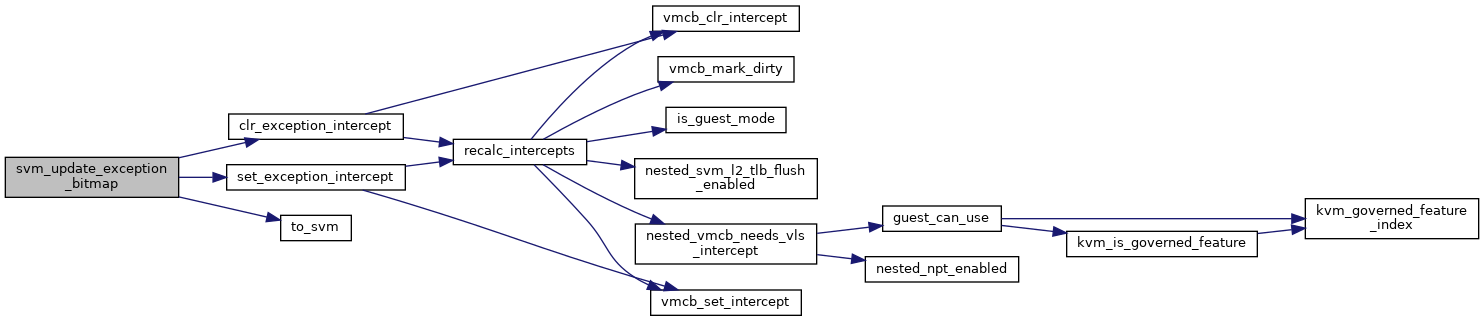 svm_update_exception
_bitmap
clr_exception_intercept
set_exception_intercept
to_svm
recalc_intercepts
vmcb_clr_intercept
vmcb_mark_dirty
is_guest_mode
nested_svm_l2_tlb_flush
_enabled
nested_vmcb_needs_vls
_intercept
vmcb_set_intercept
guest_can_use
nested_npt_enabled
kvm_is_governed_feature
kvm_governed_feature
_index